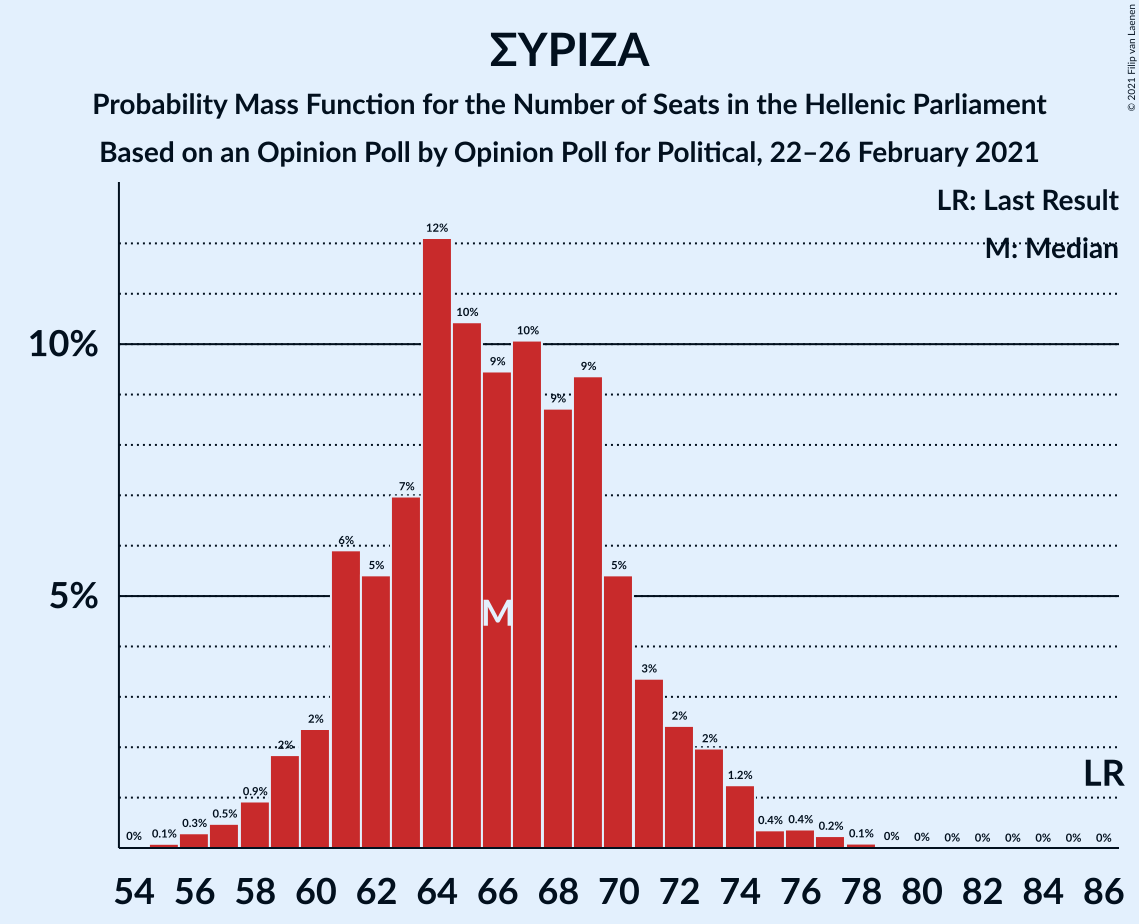 © 2021 Filip van Laenen
ΣΥΡΙΖΑ
Probability Mass Function for the Number of Seats in the Hellenic Parliament
Based on an Opinion Poll by Opinion Poll for Political, 22–26 February 2021
LR: Last Result
M: Median
10%
5%
0% 0.1% 0.3% 0.5% 0.9% 2% 2% 6% 5% 7% 12% 10% 9% 10% 9% 9% 5% 3% 2% 2% 1.2% 0.4% 0.4% 0.2% 0.1% 0% 0% 0% 0% 0% 0% 0% 0%
M
LR
54 56 58 60 62 64 66 68 70 72 74 76 78 80 82 84 86